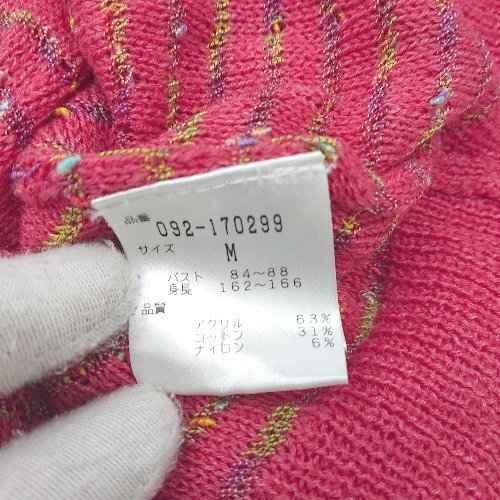 品番 092-170299
サイズ M
バスト 84〜88
身長 162〜166
品質
アクリル 63%
コットン 31%
ナイロン 6%